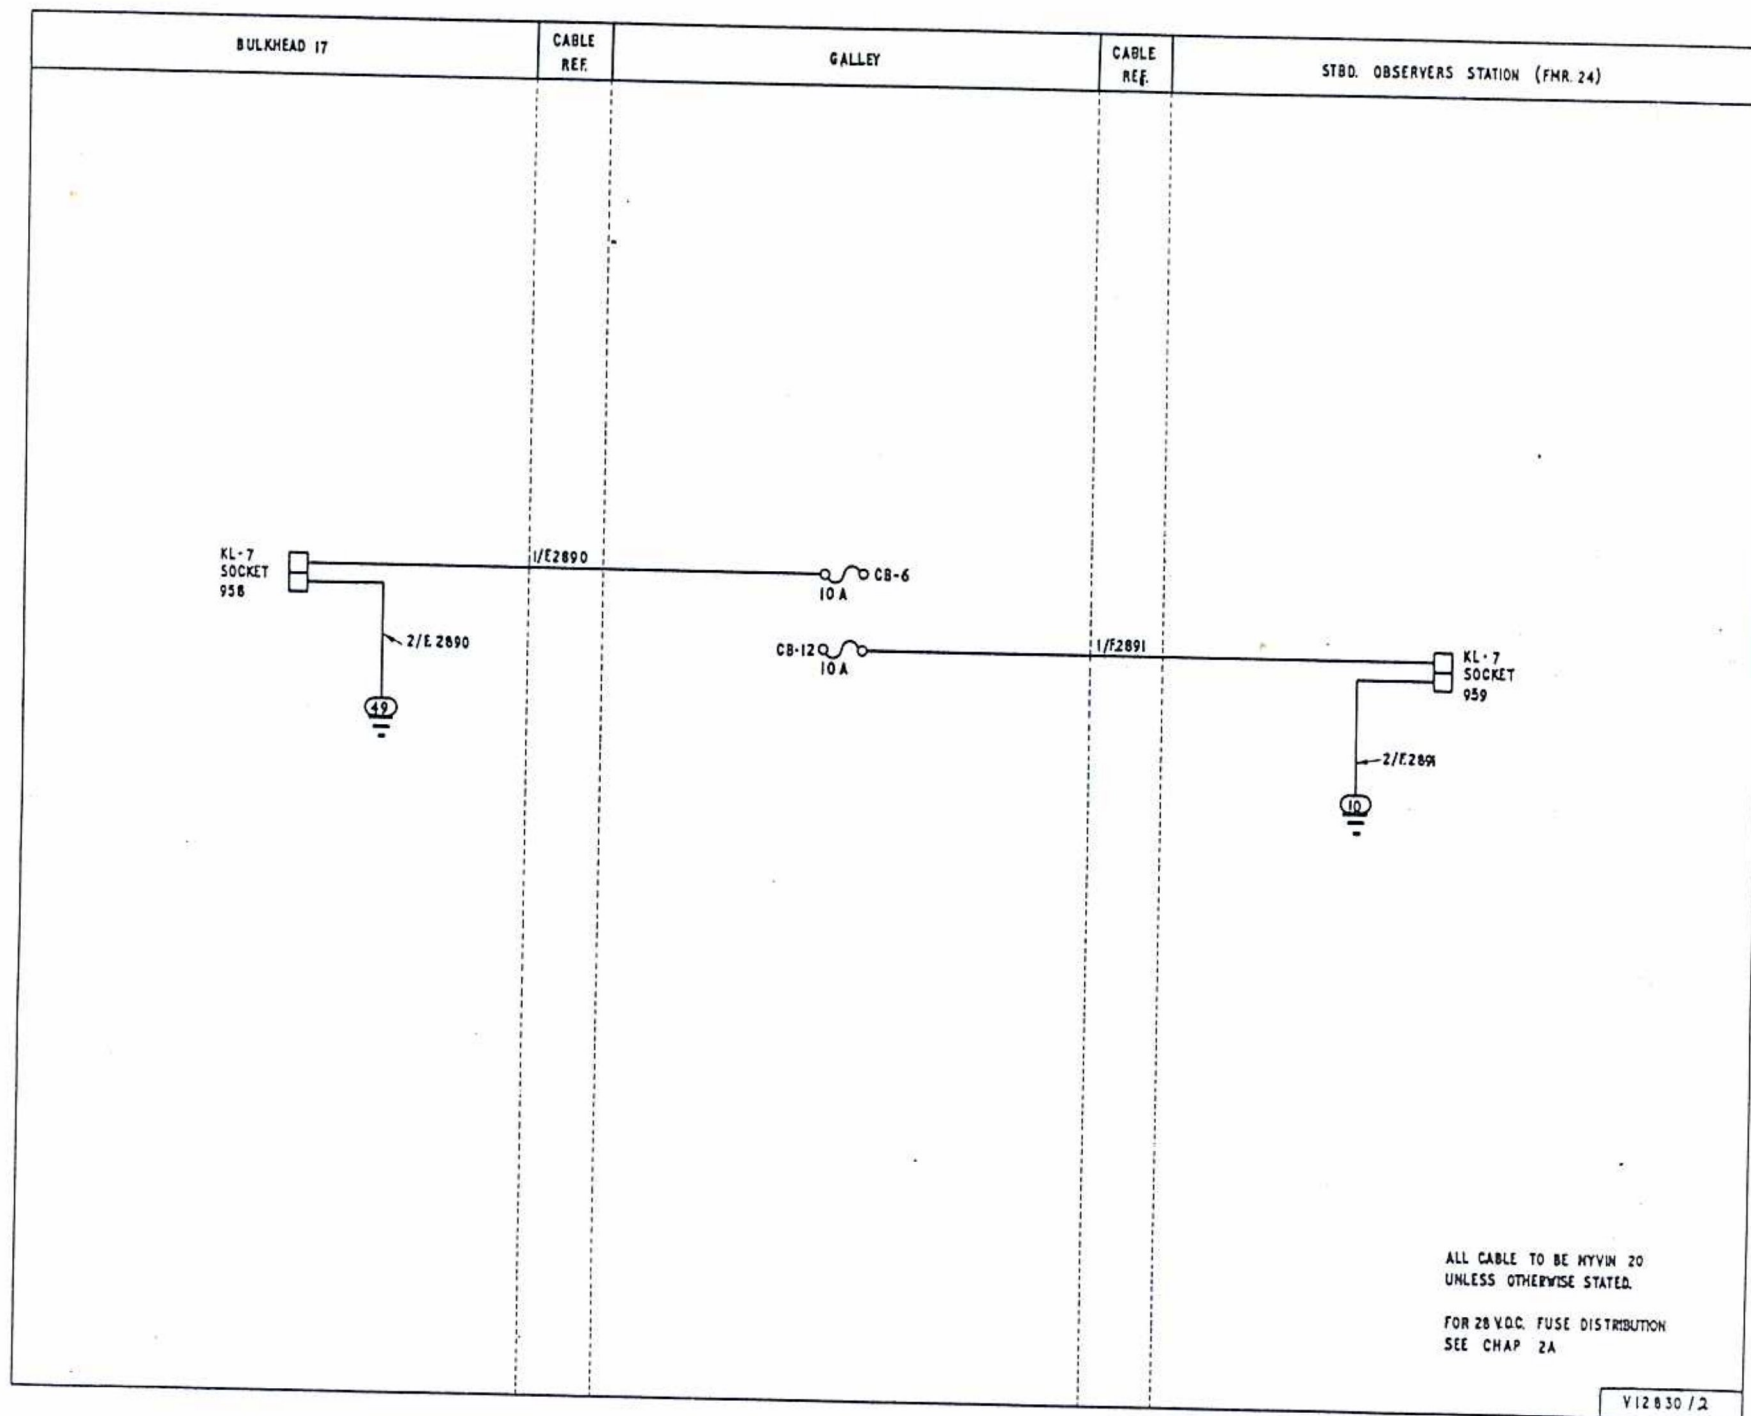 BULKHEAD 17
CABLE
REF.
GALLEY
CABLE
REF.
STBD. OBSERVERS STATION (FMR. 24)
KL-7
SOCKET
958
1/E2890
CB-6
10 A
2/E.2890
49
CB-12
10 A
1/F.2891
KL-7
SOCKET
959
2/F.2891
10
ALL CABLE TO BE NYVIN 20
UNLESS OTHERWISE STATED.
FOR 28 V.D.C. FUSE DISTRIBUTION
SEE CHAP 2A
V12830/2